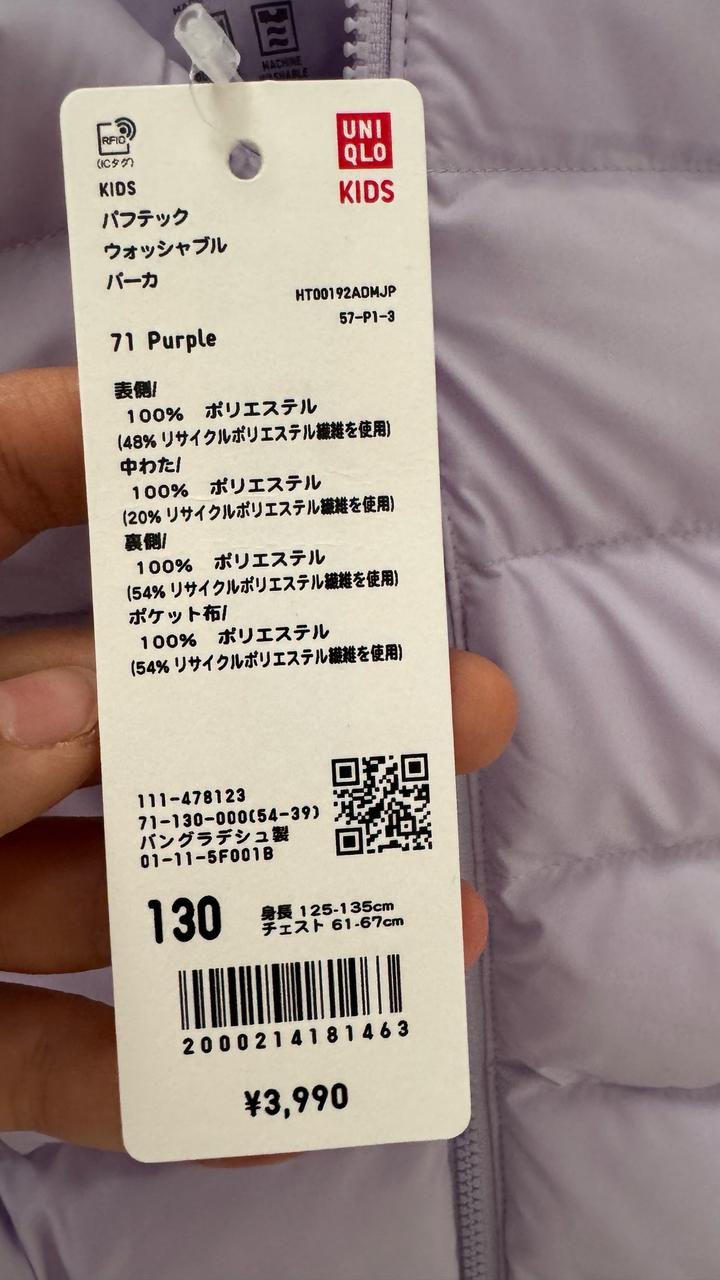 MACHINE
WASHABLE
RFID
(ICタグ)
UNI
QLO
KIDS
KIDS
パフテック
ウォッシャブル
パーカ
HT00192ADMJP
57-P1-3
71 Purple
表側/
100% ポリエステル
(48% リサイクルポリエステル繊維を使用)
中わた/
100% ポリエステル
(20% リサイクルポリエステル繊維を使用)
裏側/
100% ポリエステル
(54% リサイクルポリエステル繊維を使用)
ポケット布/
100% ポリエステル
(54% リサイクルポリエステル繊維を使用)
111-478123
71-130-000(54-39)
バングラデシュ製
01-11-5F001B
130 身長 125-135cm
チェスト 61-67cm
2000214181463
¥3,990